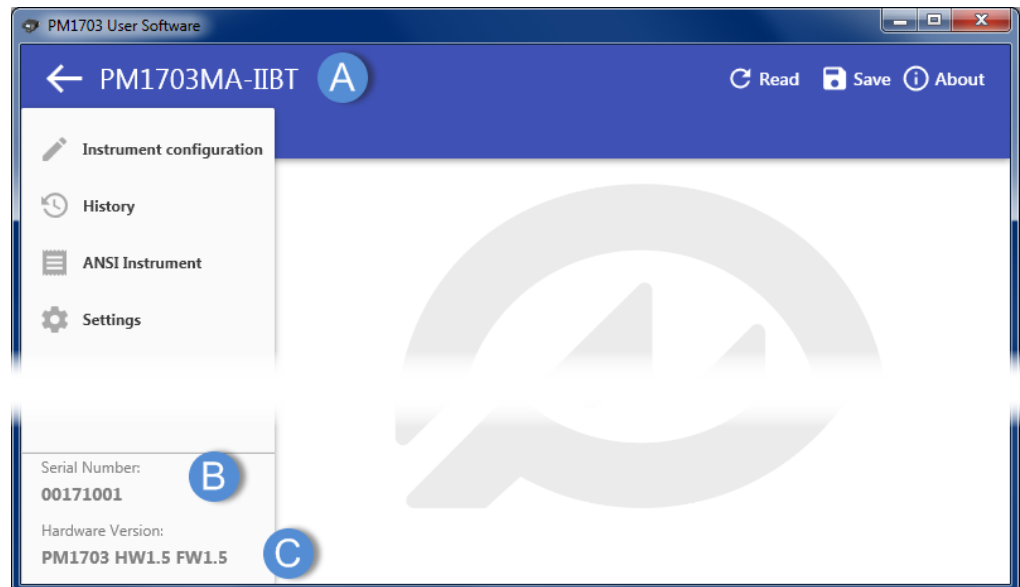 PM1703 User Software
PM1703MA-IIBT A
Read Save About
Instrument configuration
History
ANSI Instrument
Settings
Serial Number:
B
00171001
Hardware Version:
PM1703 HW1.5 FW1.5
C